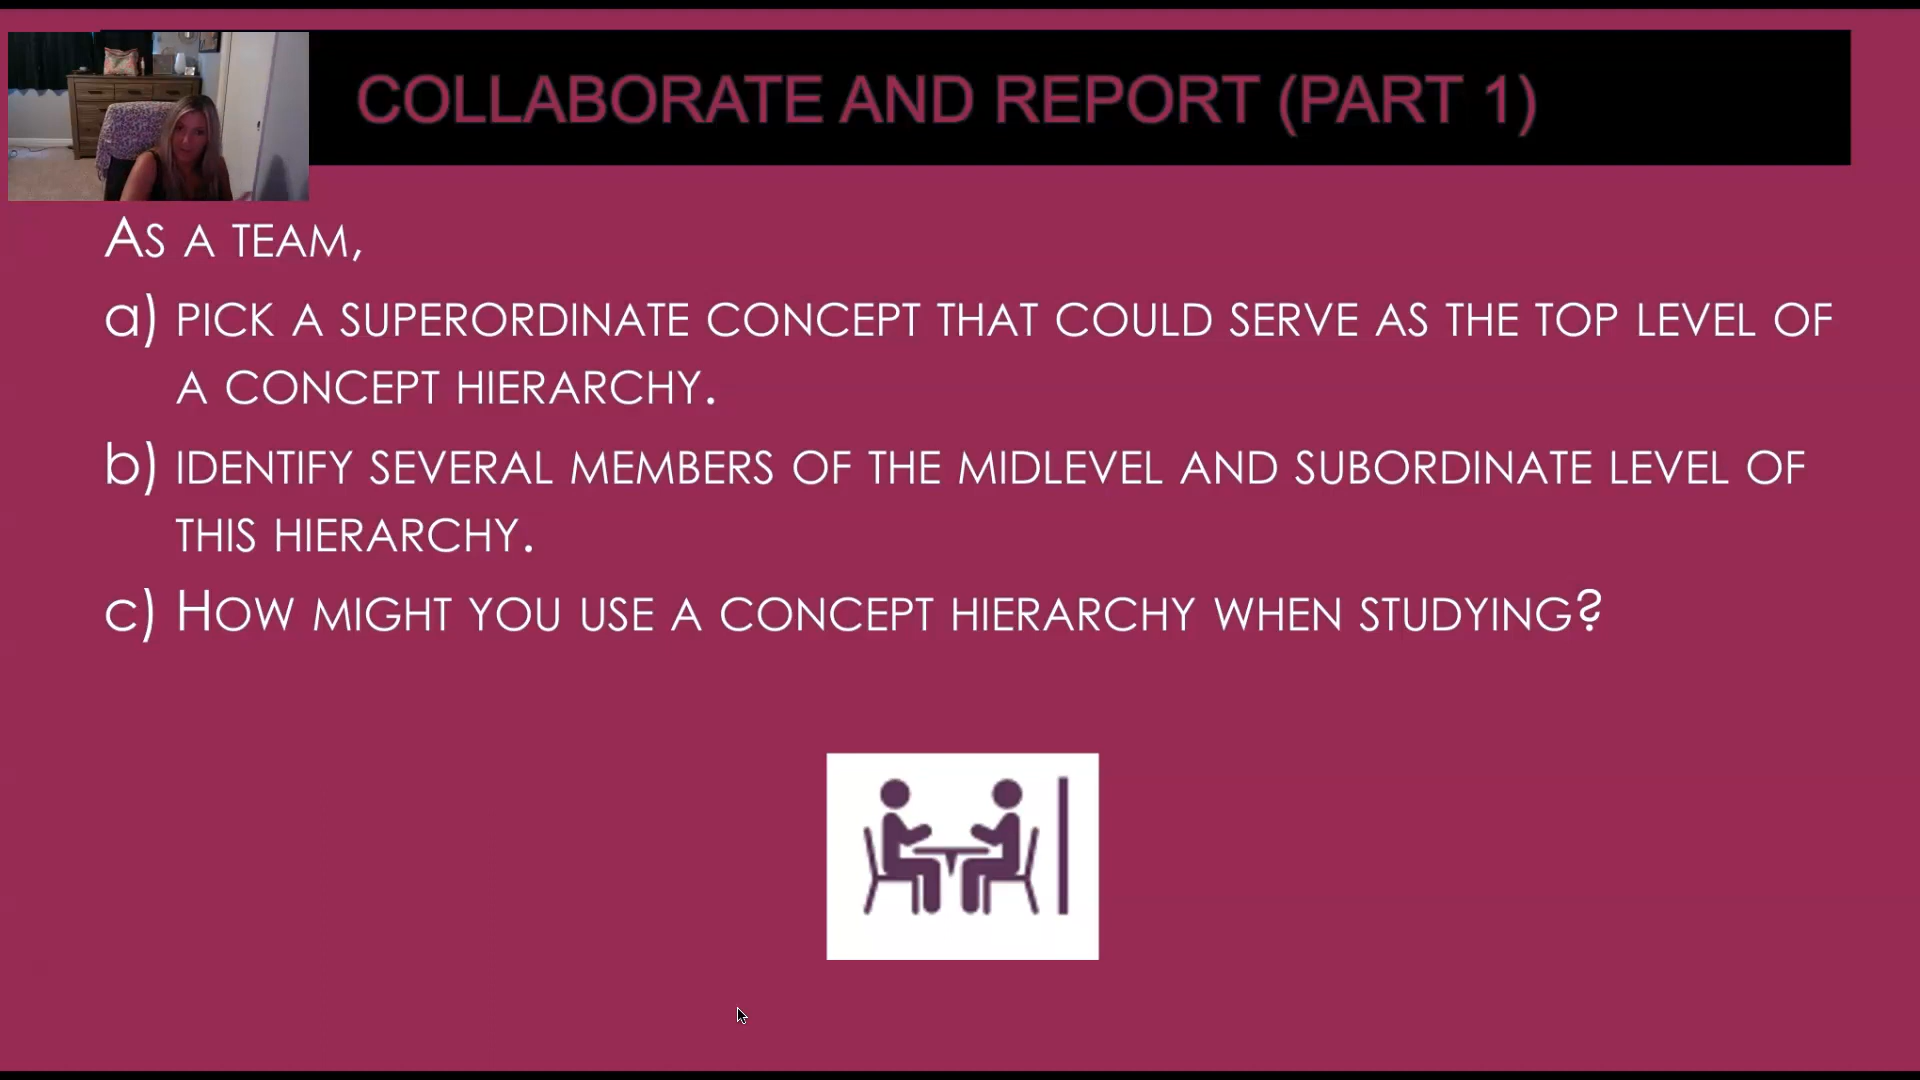 COLLABORATE AND REPORT (PART 1)
AS A TEAM,
a) PICK A SUPERORDINATE CONCEPT THAT COULD SERVE AS THE TOP LEVEL OF
A CONCEPT HIERARCHY.
b) IDENTIFY SEVERAL MEMBERS OF THE MIDLEVEL AND SUBORDINATE LEVEL OF
THIS HIERARCHY.
c) HOW MIGHT YOU USE A CONCEPT HIERARCHY WHEN STUDYING?